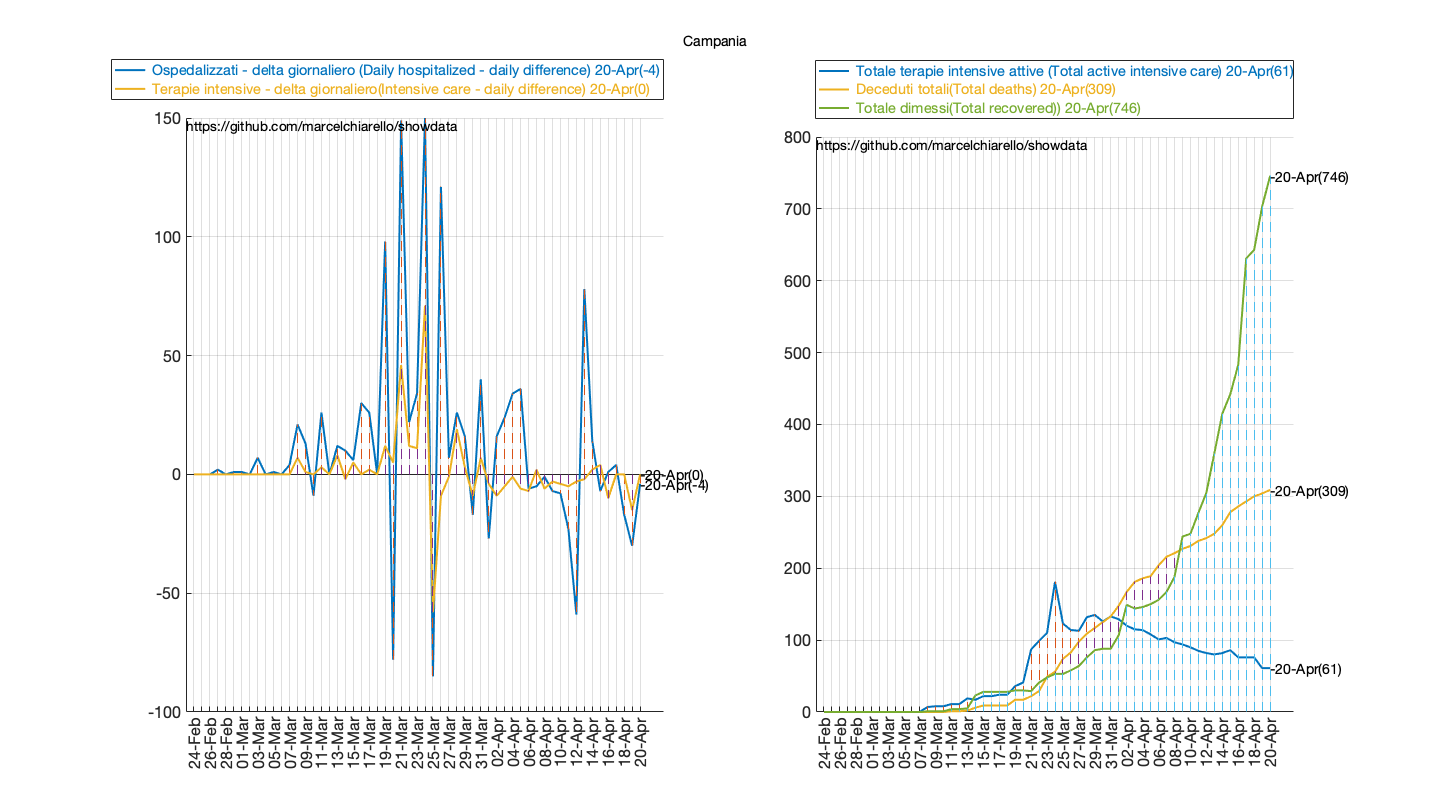 Campania
Ospedalizzati - delta giornaliero (Daily hospitalized - daily difference) 20-Apr(-4)
Terapie intensive - delta giornaliero(Intensive care - daily difference) 20-Apr(0)
https://github.com/marcelchiarello/showdata
150
100
50
0
-50
-100
-20-Apr(0)
-20-Apr(-4)
24-Feb
26-Feb
28-Feb
01-Mar
03-Mar
05-Mar
07-Mar
09-Mar
11-Mar
13-Mar
15-Mar
17-Mar
19-Mar
21-Mar
23-Mar
25-Mar
27-Mar
29-Mar
31-Mar
02-Apr
04-Apr
06-Apr
08-Apr
10-Apr
12-Apr
14-Apr
16-Apr
18-Apr
20-Apr
Totale terapie intensive attive (Total active intensive care) 20-Apr(61)
Deceduti totali(Total deaths) 20-Apr(309)
Totale dimessi(Total recovered)) 20-Apr(746)
https://github.com/marcelchiarello/showdata
800
700
600
500
400
300
200
100
0
-20-Apr(746)
-20-Apr(309)
-20-Apr(61)
24-Feb
26-Feb
28-Feb
01-Mar
03-Mar
05-Mar
07-Mar
09-Mar
11-Mar
13-Mar
15-Mar
17-Mar
19-Mar
21-Mar
23-Mar
25-Mar
27-Mar
29-Mar
31-Mar
02-Apr
04-Apr
06-Apr
08-Apr
10-Apr
12-Apr
14-Apr
16-Apr
18-Apr
20-Apr